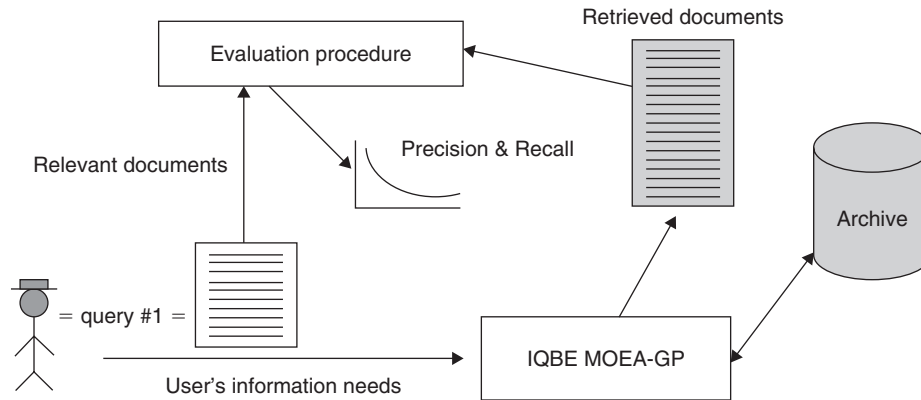 Retrieved documents
Evaluation procedure
Precision & Recall
Relevant documents
Archive
= query #1 =
IQBE MOEA-GP
User's information needs